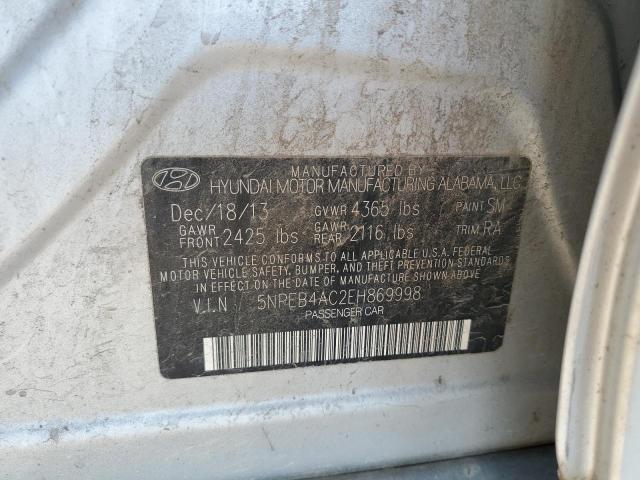 MANUFACTURED BY
HYUNDAI MOTOR MANUFACTURING ALABAMA, LLC
Dec/18/13 GVWR 4365 lbs PAINT SM
GAWR FRONT 2425 lbs GAWR REAR 2116 lbs TRIM RA
THIS VEHICLE CONFORMS TO ALL APPLICABLE U.S.A. FEDERAL
MOTOR VEHICLE SAFETY, BUMPER, AND THEFT PREVENTION STANDARDS
IN EFFECT ON THE DATE OF MANUFACTURE SHOWN ABOVE.
V.I.N 5NPEB4AC2EH869998
PASSENGER CAR